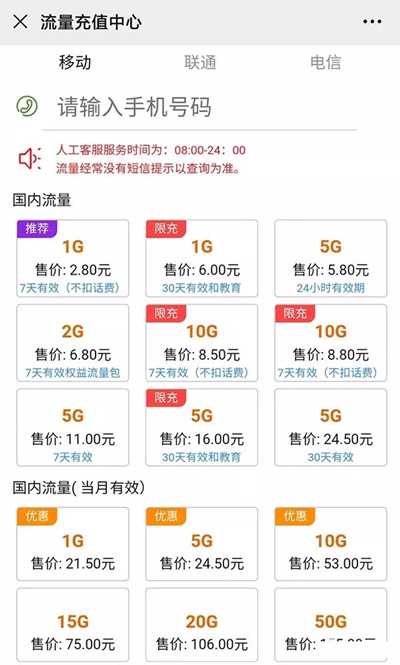 流量充值中心
移动 联通 电信
请输入手机号码
人工客服服务时间为：08:00-24：00
流量经常没有短信提示以查询为准。
国内流量
推荐 限充
1G 1G 5G
售价: 2.80元 售价: 6.00元 售价: 5.80元
7天有效（不扣话费） 30天有效和教育 24小时有效期
限充 限充
2G 10G 10G
售价: 6.80元 售价: 8.50元 售价: 8.80元
7天有效权益流量包 7天有效（不扣话费） 7天有效（不扣话费）
限充
5G 5G 5G
售价: 11.00元 售价: 16.00元 售价: 24.50元
7天有效 30天有效和教育 30天有效
国内流量( 当月有效)
优惠 优惠 优惠
1G 5G 10G
售价: 21.50元 售价: 24.50元 售价: 53.00元
15G 20G 50G
售价: 75.00元 售价: 106.00元 售价: